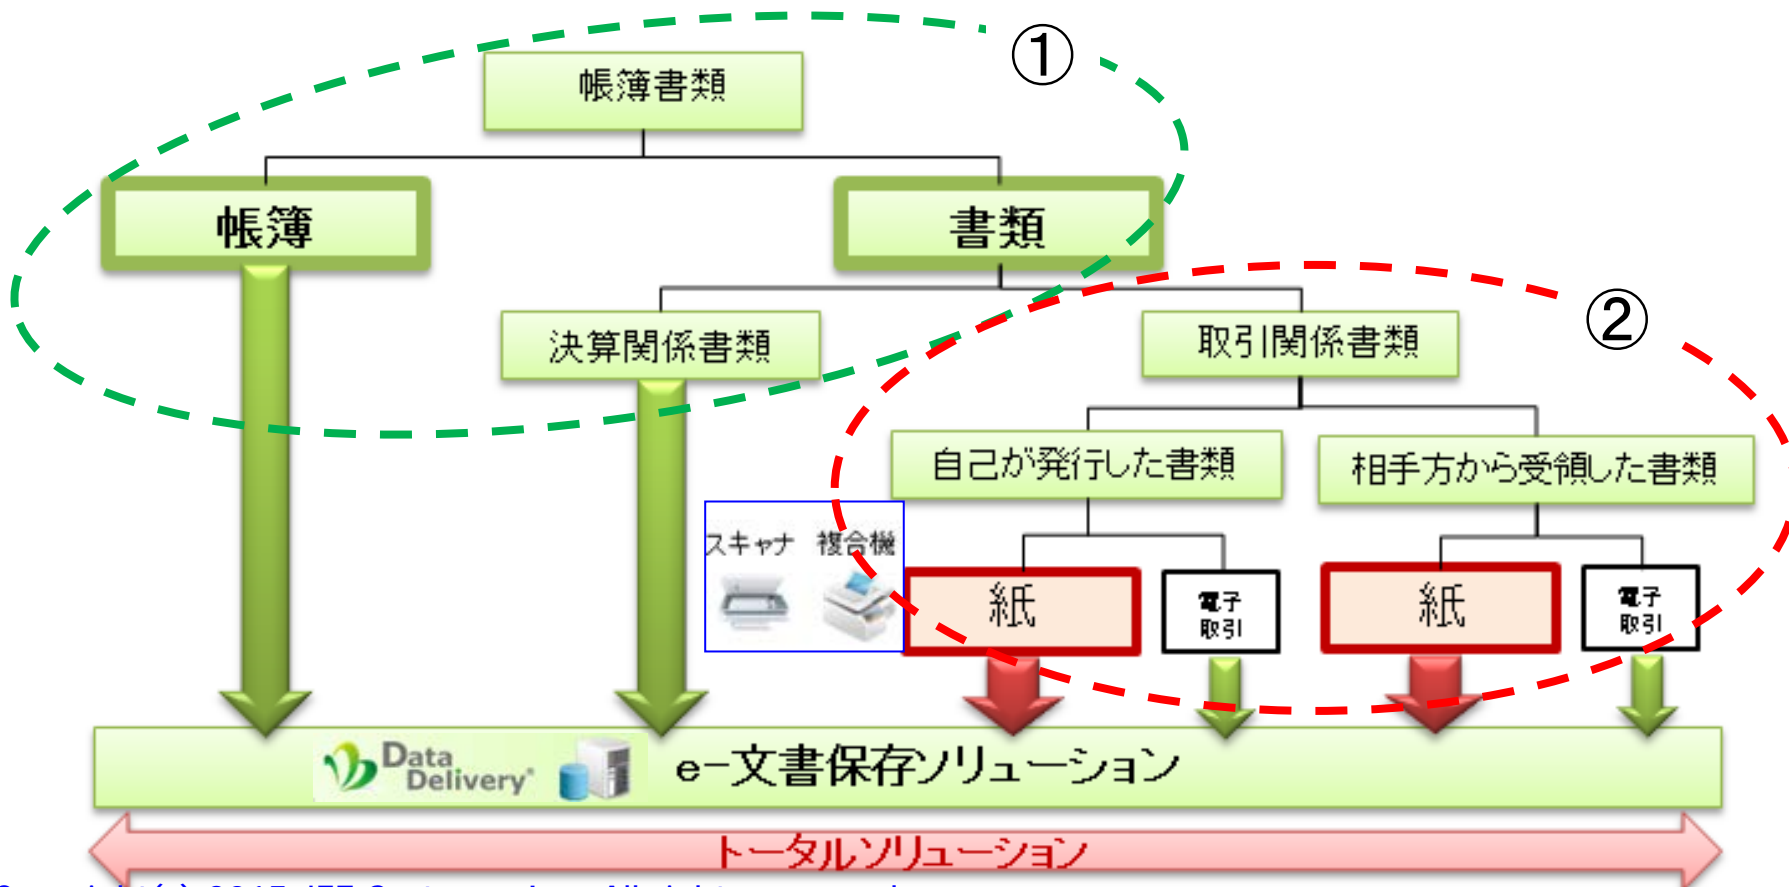 ①
帳簿書類
帳簿
書類
②
決算関係書類
取引関係書類
自己が発行した書類
相手方から受領した書類
スキャナ 複合機
紙
電子
取引
紙
電子
取引
Data
Delivery
e-文書保存ソリューション
トータルソリューション